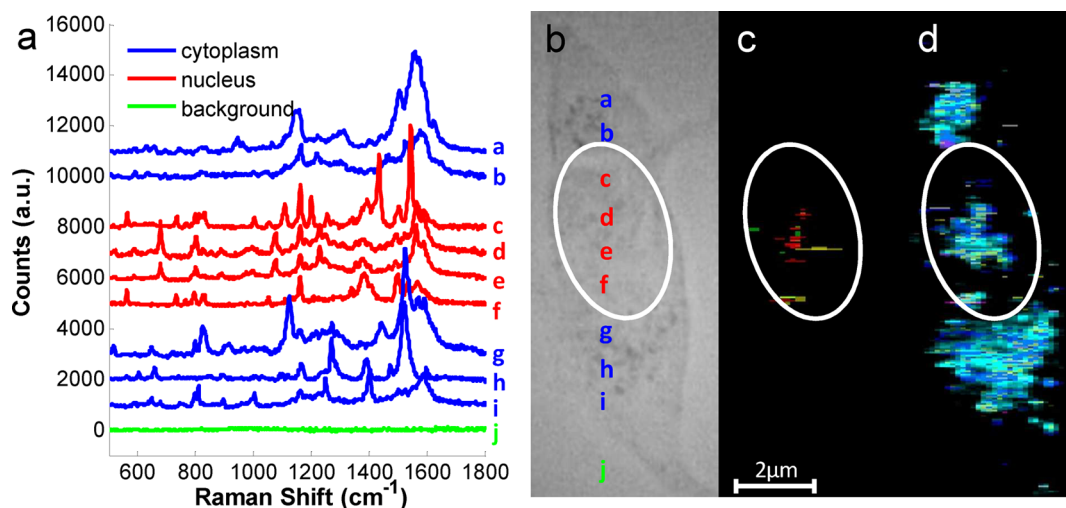 a
16000
14000
12000
10000
8000
6000
4000
2000
0
Counts (a.u.)
cytoplasm
nucleus
background
a
b
c
d
e
f
g
h
i
j
600
800
1000
1200
1400
1600
1800
Raman Shift (cm⁻¹)
b
a
b
c
d
e
f
g
h
i
j
c
2μm
d